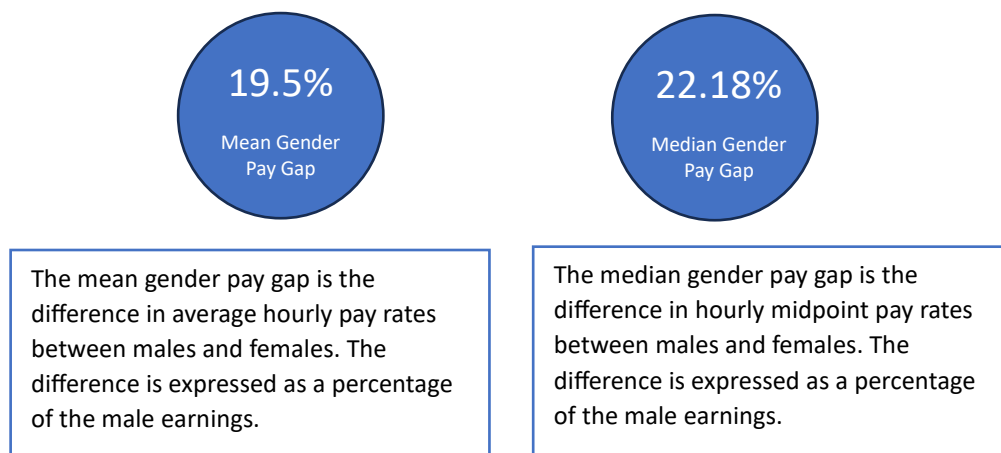 19.5%
Mean Gender
Pay Gap
22.18%
Median Gender
Pay Gap
The mean gender pay gap is the
difference in average hourly pay rates
between males and females. The
difference is expressed as a percentage
of the male earnings.
The median gender pay gap is the
difference in hourly midpoint pay rates
between males and females. The
difference is expressed as a percentage
of the male earnings.